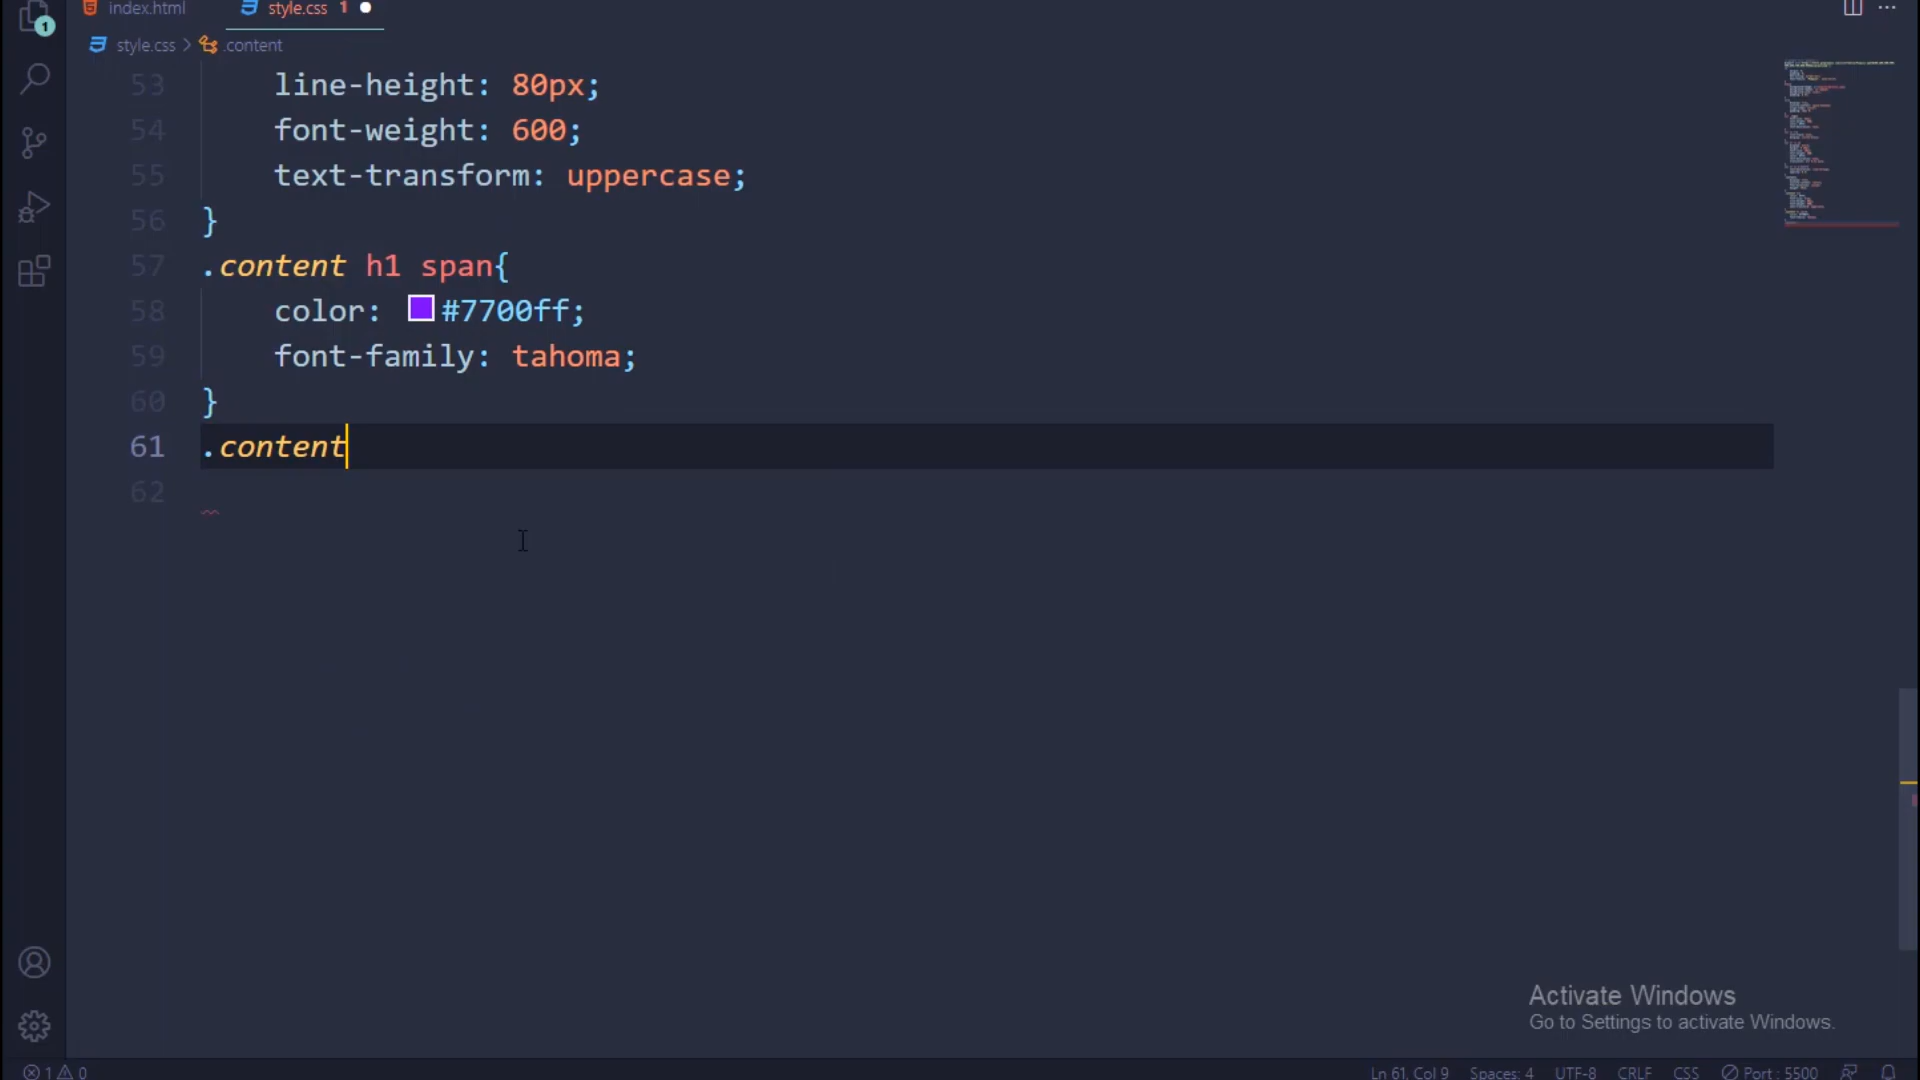 index.html
style.css 1
1
style.css > .content
53 line-height: 80px;
54 font-weight: 600;
55 text-transform: uppercase;
56 }
57 .content h1 span{
58 color: #7700ff;
59 font-family: tahoma;
60 }
61 .content
62
Activate Windows
Go to Settings to activate Windows.
1 0
Ln 61, Col 9 Spaces: 4 UTF-8 CRLF CSS Port : 5500